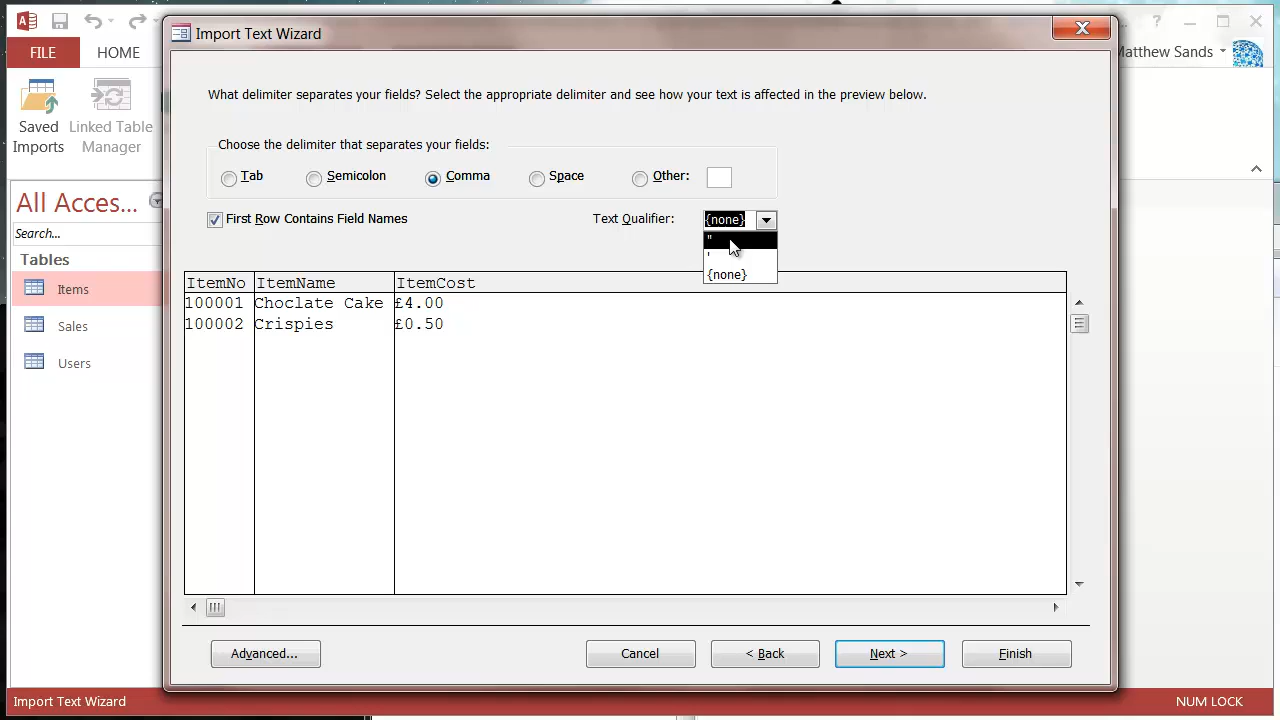 Import Text Wizard
?
FILE
HOME
Matthew Sands
Saved
Imports
Linked Table
Manager
All Acces...
Search...
Tables
Items
Sales
Users
What delimiter separates your fields? Select the appropriate delimiter and see how your text is affected in the preview below.
Choose the delimiter that separates your fields:
Tab
Semicolon
Comma
Space
Other:
First Row Contains Field Names
Text Qualifier:
{none}
"
'
{none}
ItemNo ItemName ItemCost
100001 Choclate Cake £4.00
100002 Crispies £0.50
Advanced...
Cancel
< Back
Next >
Finish
Import Text Wizard
NUM LOCK